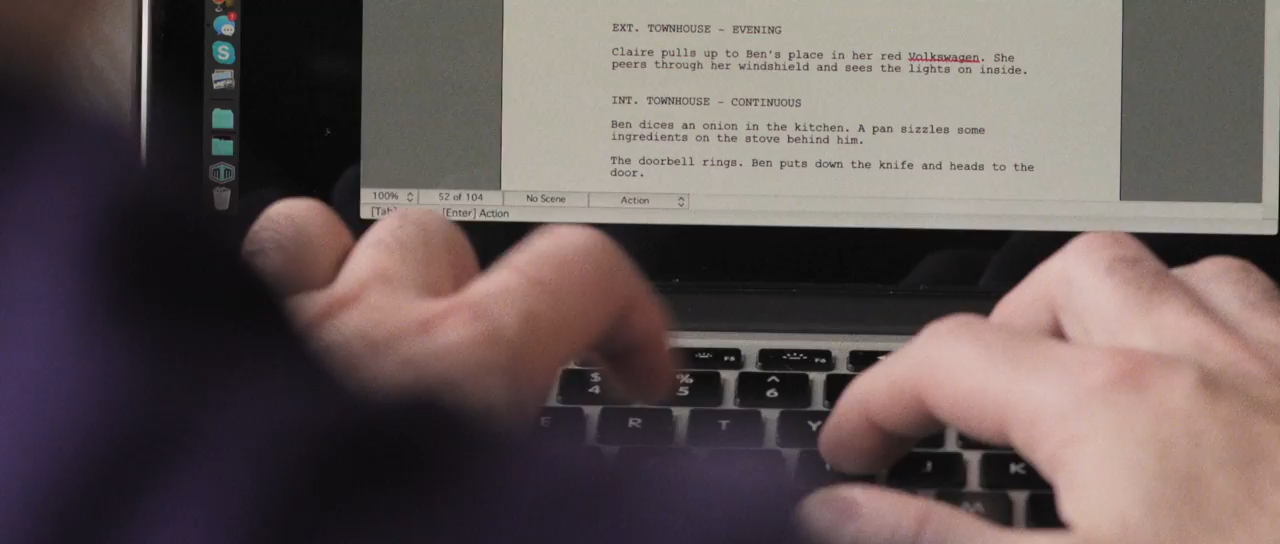 EXT. TOWNHOUSE - EVENING
Claire pulls up to Ben's place in her red Volkswagen. She
peers through her windshield and sees the lights on inside.
INT. TOWNHOUSE - CONTINUOUS
Ben dices an onion in the kitchen. A pan sizzles some
ingredients on the stove behind him.
The doorbell rings. Ben puts down the knife and heads to the
door.
100% 52 of 104 No Scene Action
[Tab] [Enter] Action
F5 F6
$ % ^
4 5 6
E R T Y
J K